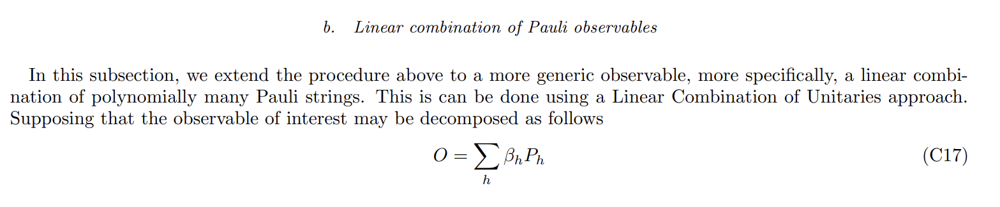 b. Linear combination of Pauli observables
In this subsection, we extend the procedure above to a more generic observable, more specifically, a linear combi-
nation of polynomially many Pauli strings. This is can be done using a Linear Combination of Unitaries approach.
Supposing that the observable of interest may be decomposed as follows
O = ∑_h β_h P_h (C17)